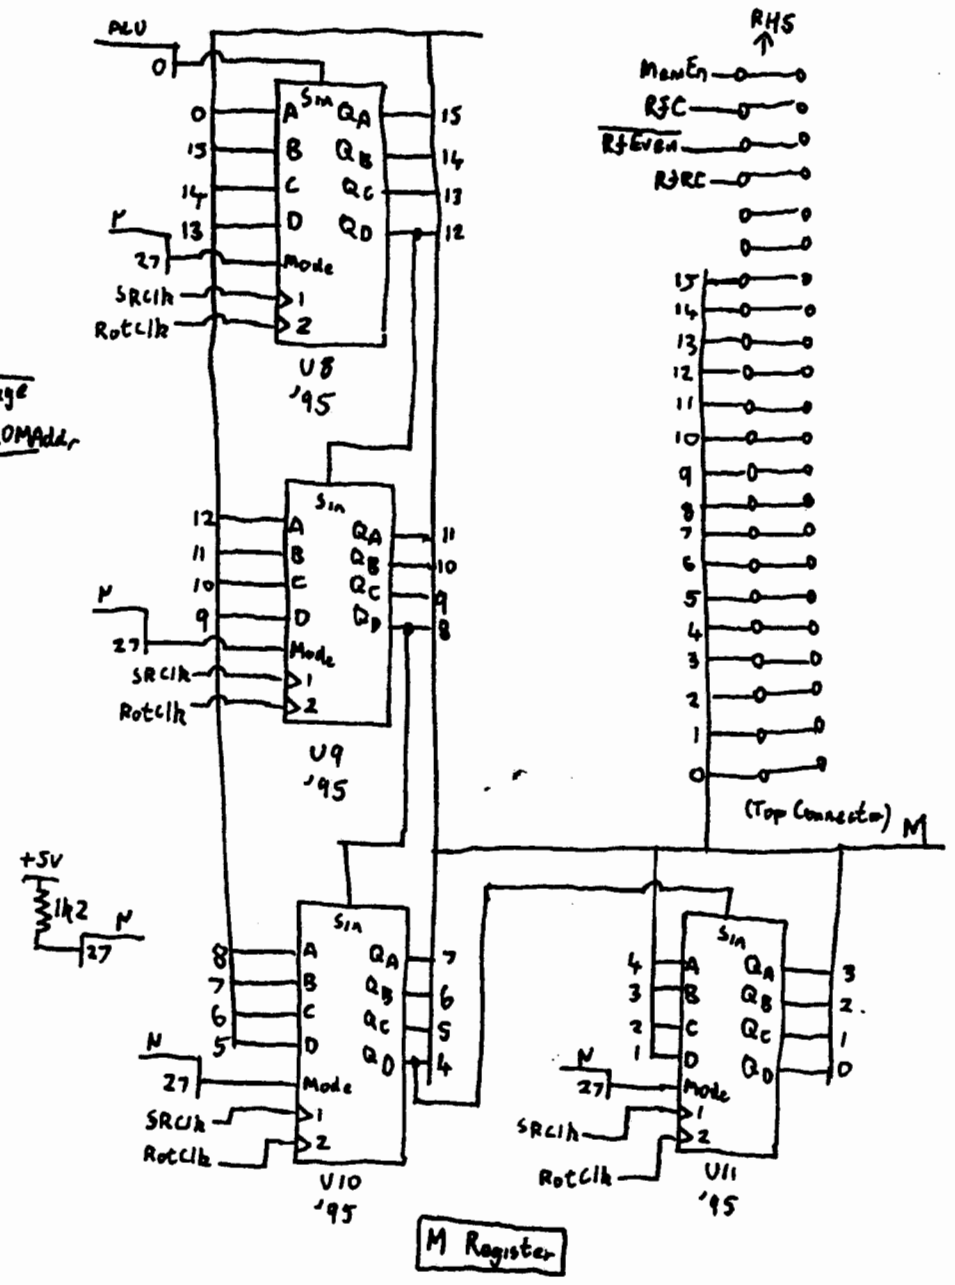 ALU
0
Sin
0 A QA 15
15 B QB 14
14 C QC 13
13 D QD 12
N
27 Mode
SRClk 1
RotClk 2
U8
'95
DMAddr
12 A Sin QA 11
11 B QB 10
10 C QC 9
9 D QD 8
N
27 Mode
SRClk 1
RotClk 2
U9
'95
+5V
1k2
N
27
Sin
8 A QA 7
7 B QB 6
6 C QC 5
5 D QD 4
N
27 Mode
SRClk 1
RotClk 2
U10
'95
RHS
MemEn
RFC
RFEven
RFRC
15
14
13
12
11
10
9
8
7
6
5
4
3
2
1
0
(Top Connector)
M
Sin
4 A QA 3
3 B QB 2
2 C QC 1
1 D QD 0
N
27 Mode
SRClk 1
RotClk 2
U11
'95
M Register